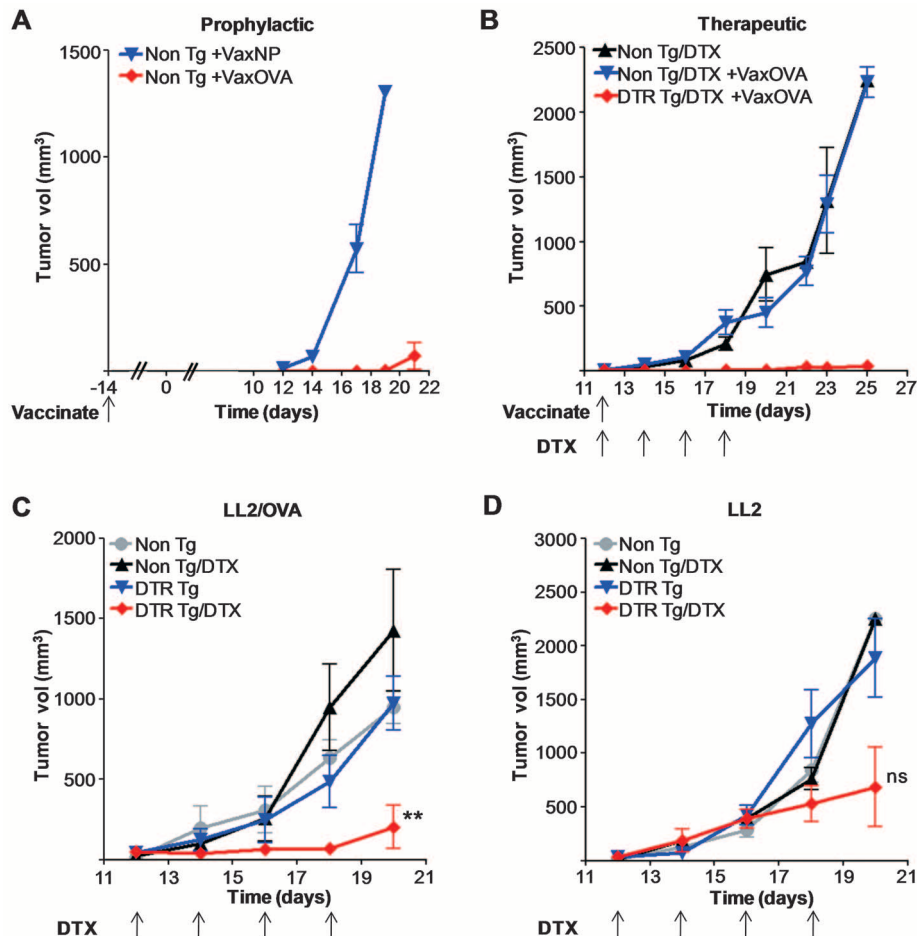 A
Prophylactic
Non Tg +VaxNP
Non Tg +VaxOVA
Tumor vol (mm³)
1500
1000
500
-14
0
10
12
14
16
18
20
22
Vaccinate
Time (days)
B
Therapeutic
Non Tg/DTX
Non Tg/DTX +VaxOVA
DTR Tg/DTX +VaxOVA
Tumor vol (mm³)
2500
2000
1500
1000
500
11
13
15
17
19
21
23
25
27
Vaccinate
Time (days)
DTX
C
LL2/OVA
Non Tg
Non Tg/DTX
DTR Tg
DTR Tg/DTX
Tumor vol (mm³)
2000
1500
1000
500
**
11
13
15
17
19
21
Time (days)
DTX
D
LL2
Non Tg
Non Tg/DTX
DTR Tg
DTR Tg/DTX
Tumor vol (mm³)
3000
2500
2000
1500
1000
500
ns
11
13
15
17
19
21
Time (days)
DTX